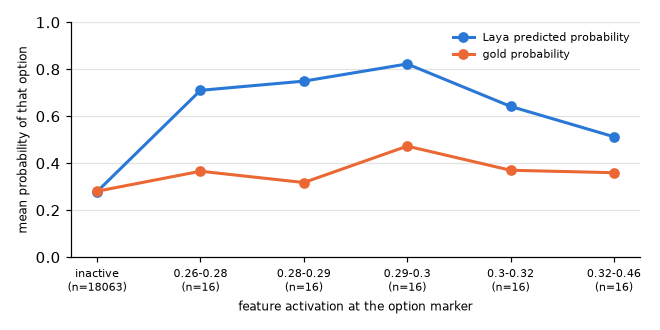 mean probability of that option
1.0
0.8
0.6
0.4
0.2
0.0
Laya predicted probability
gold probability
inactive
(n=18063)
0.26-0.28
(n=16)
0.28-0.29
(n=16)
0.29-0.3
(n=16)
0.3-0.32
(n=16)
0.32-0.46
(n=16)
feature activation at the option marker